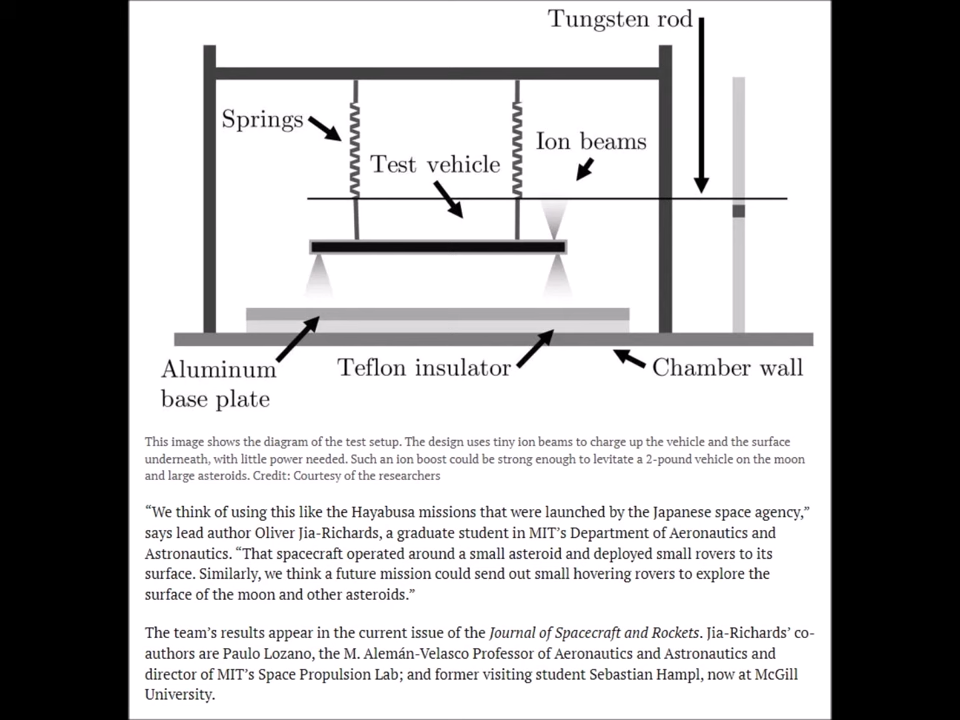 Tungsten rod
Springs
Ion beams
Test vehicle
Aluminum
base plate
Teflon insulator
Chamber wall
This image shows the diagram of the test setup. The design uses tiny ion beams to charge up the vehicle and the surface
underneath, with little power needed. Such an ion boost could be strong enough to levitate a 2-pound vehicle on the moon
and large asteroids. Credit: Courtesy of the researchers
“We think of using this like the Hayabusa missions that were launched by the Japanese space agency,”
says lead author Oliver Jia-Richards, a graduate student in MIT’s Department of Aeronautics and
Astronautics. “That spacecraft operated around a small asteroid and deployed small rovers to its
surface. Similarly, we think a future mission could send out small hovering rovers to explore the
surface of the moon and other asteroids.”
The team’s results appear in the current issue of the Journal of Spacecraft and Rockets. Jia-Richards’ co-
authors are Paulo Lozano, the M. Alemán-Velasco Professor of Aeronautics and Astronautics and
director of MIT’s Space Propulsion Lab; and former visiting student Sebastian Hampl, now at McGill
University.